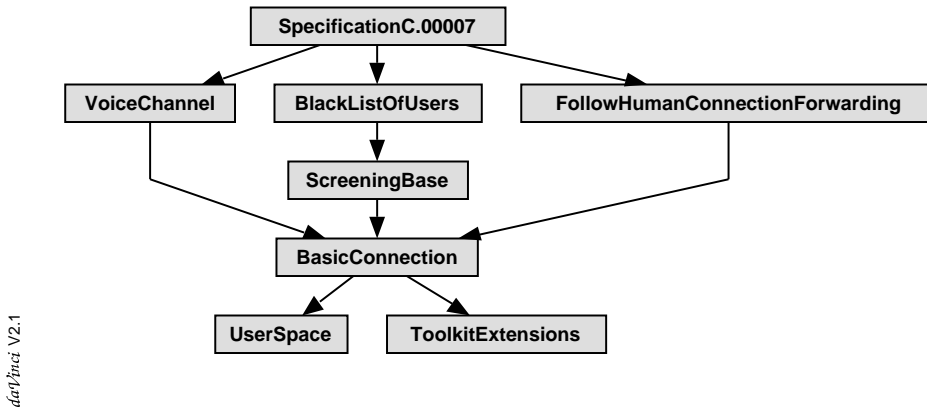 SpecificationC.00007
VoiceChannel
BlackListOfUsers
FollowHumanConnectionForwarding
ScreeningBase
BasicConnection
UserSpace
ToolkitExtensions
daVinci V2.1